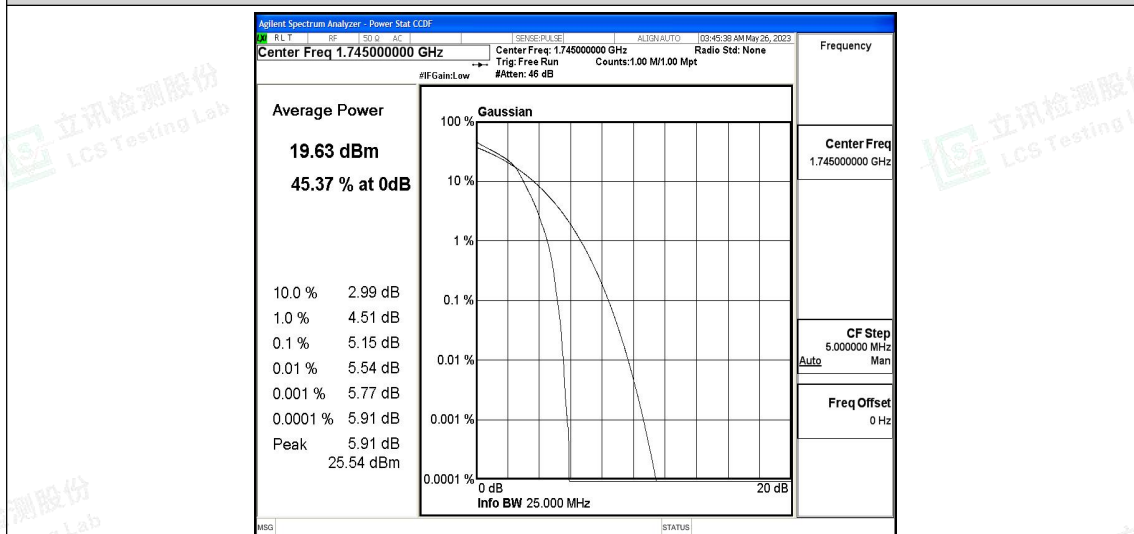 Agilent Spectrum Analyzer - Power Stat CCDF
LXI RLT RF 50 Ω AC SENSE:PULSE ALIGN AUTO 03:45:38 AM May 26, 2023
Center Freq 1.745000000 GHz
Center Freq: 1.745000000 GHz Radio Std: None
Trig: Free Run Counts:1.00 M/1.00 Mpt
#IFGain:Low #Atten: 46 dB
Frequency
Average Power
19.63 dBm
45.37 % at 0dB
10.0 % 2.99 dB
1.0 % 4.51 dB
0.1 % 5.15 dB
0.01 % 5.54 dB
0.001 % 5.77 dB
0.0001 % 5.91 dB
Peak 5.91 dB
25.54 dBm
Gaussian
100 %
10 %
1 %
0.1 %
0.01 %
0.001 %
0.0001 %
0 dB 20 dB
Info BW 25.000 MHz
Center Freq
1.745000000 GHz
CF Step
5.000000 MHz
Auto Man
Freq Offset
0 Hz
MSG STATUS
立讯检测股份
LCS Testing Lab
立讯检测股份
LCS Testing L
测股份
Lab